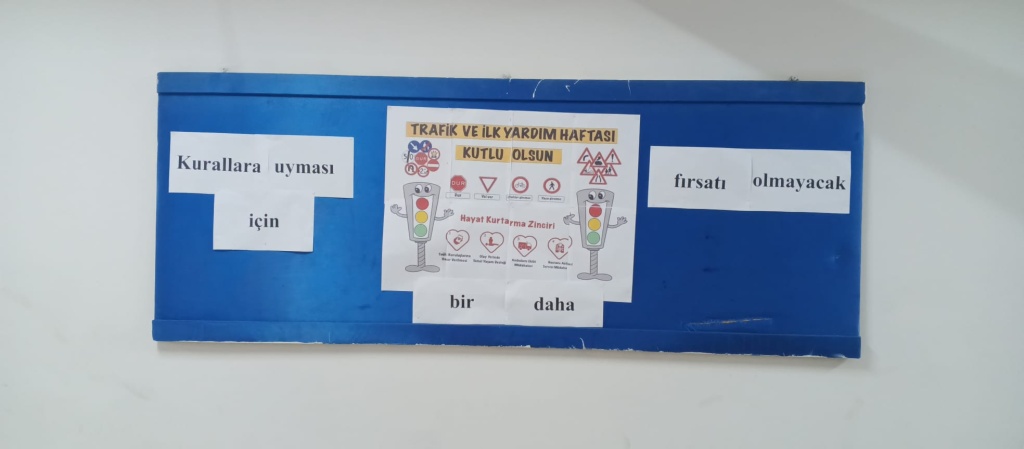 Kurallara uyması
için
TRAFİK VE İLK YARDIM HAFTASI
KUTLU OLSUN
DUR
Hayat Kurtarma Zinciri
bir daha
fırsatı olmayacak